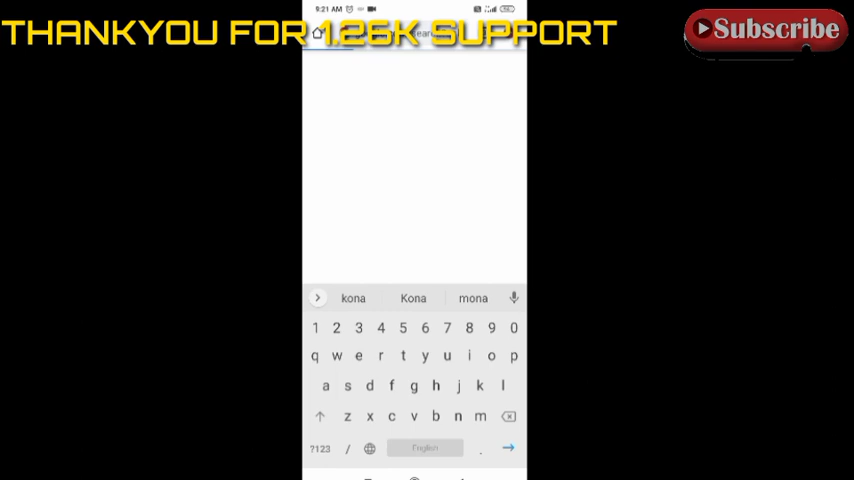 9:21 AM
THANKYOU FOR 1.26K SUPPORT
Subscribe
kona Kona mona
1 2 3 4 5 6 7 8 9 0
q w e r t y u i o p
a s d f g h j k l
z x c v b n m
?123 / English .